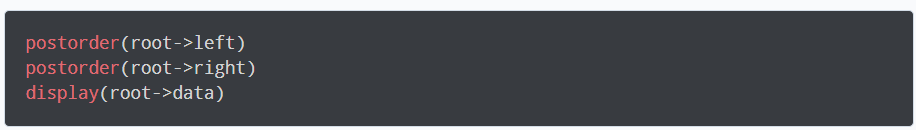 postorder(root->left)
postorder(root->right)
display(root->data)